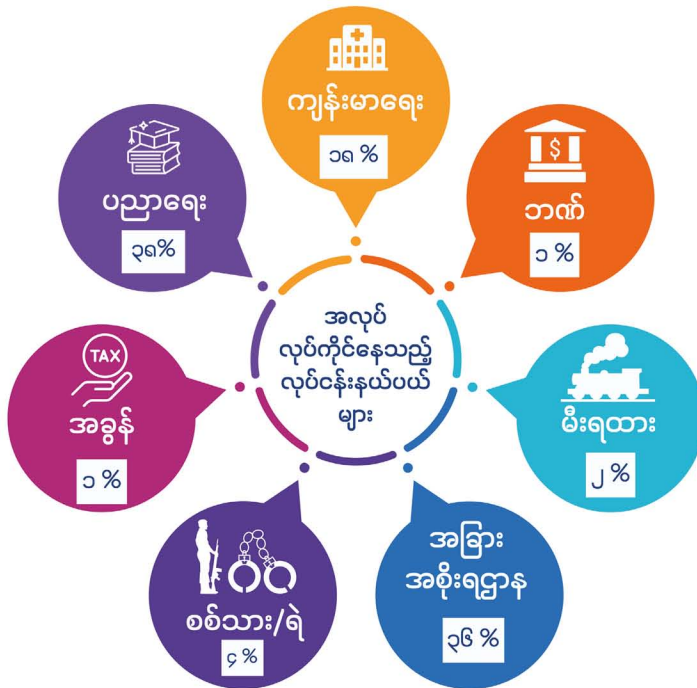 ကျန်းမာရေး
၁၈ %
ဘဏ်
၁ %
မီးရထား
၂ %
အခြား
အစိုးရဌာန
၃၆ %
စစ်သား/ရဲ
၄ %
TAX
အခွန်
၁ %
ပညာရေး
၃၈%
$
အလုပ်
လုပ်ကိုင်နေသည့်
လုပ်ငန်းနယ်ပယ်
များ